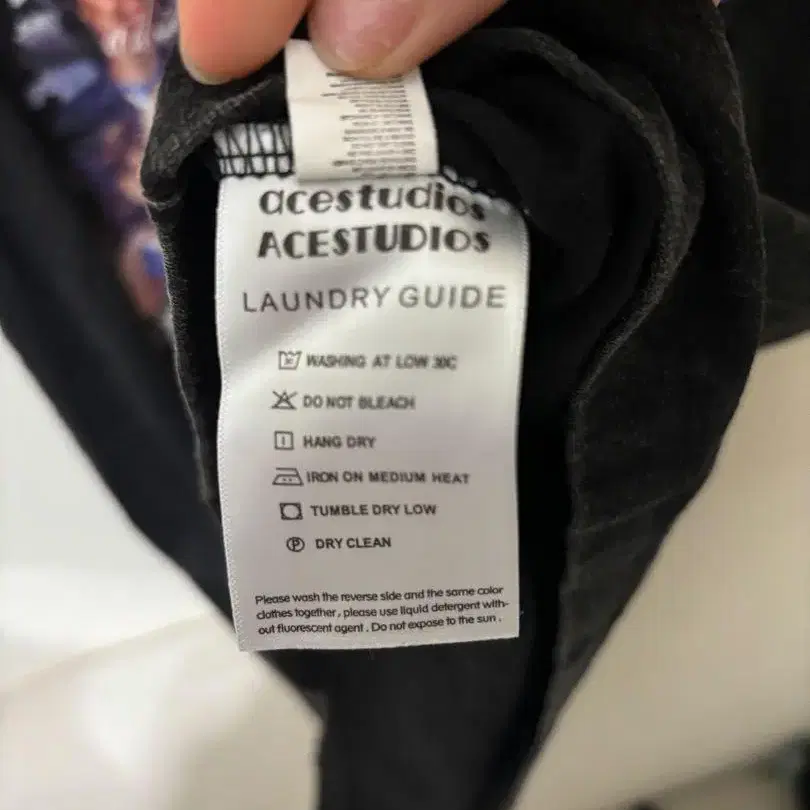 acestudios
ACESTUDIOS
LAUNDRY GUIDE
WASHING AT LOW 30C
DO NOT BLEACH
HANG DRY
IRON ON MEDIUM HEAT
TUMBLE DRY LOW
P DRY CLEAN
Please wash the reverse side and the same color
clothes together, please use liquid detergent with-
out fluorescent agent. Do not expose to the sun.